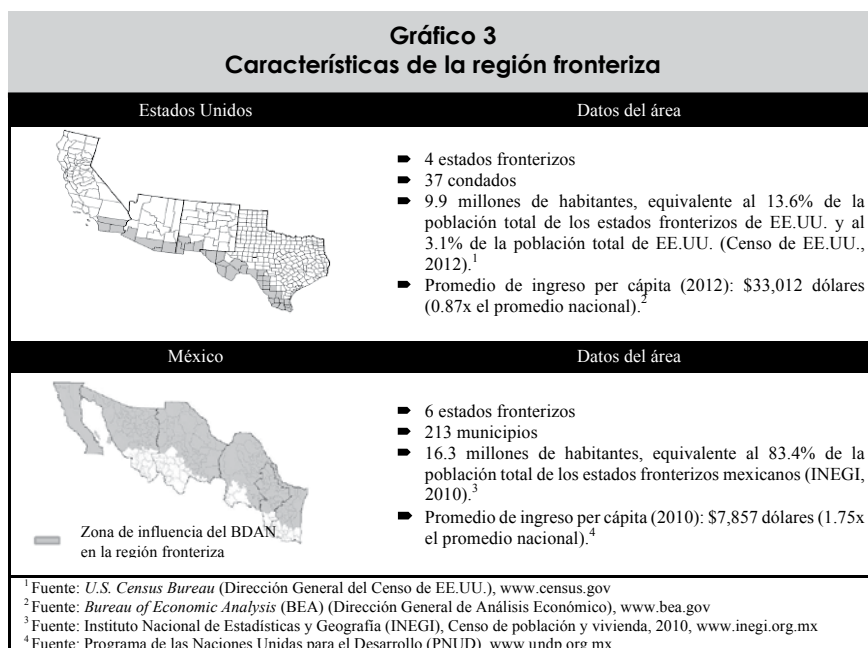 Gráfico 3
Características de la región fronteriza
Estados Unidos
Datos del área
4 estados fronterizos
37 condados
9.9 millones de habitantes, equivalente al 13.6% de la
población total de los estados fronterizos de EE.UU. y al
3.1% de la población total de EE.UU. (Censo de EE.UU.,
2012).1
Promedio de ingreso per cápita (2012): $33,012 dólares
(0.87x el promedio nacional).2
México
Datos del área
Zona de influencia del BDAN
en la región fronteriza
6 estados fronterizos
213 municipios
16.3 millones de habitantes, equivalente al 83.4% de la
población total de los estados fronterizos mexicanos (INEGI,
2010).3
Promedio de ingreso per cápita (2010): $7,857 dólares (1.75x
el promedio nacional).4
1 Fuente: U.S. Census Bureau (Dirección General del Censo de EE.UU.), www.census.gov
2 Fuente: Bureau of Economic Analysis (BEA) (Dirección General de Análisis Económico), www.bea.gov
3 Fuente: Instituto Nacional de Estadísticas y Geografía (INEGI), Censo de población y vivienda, 2010, www.inegi.org.mx
4 Fuente: Programa de las Naciones Unidas para el Desarrollo (PNUD), www.undp.org.mx